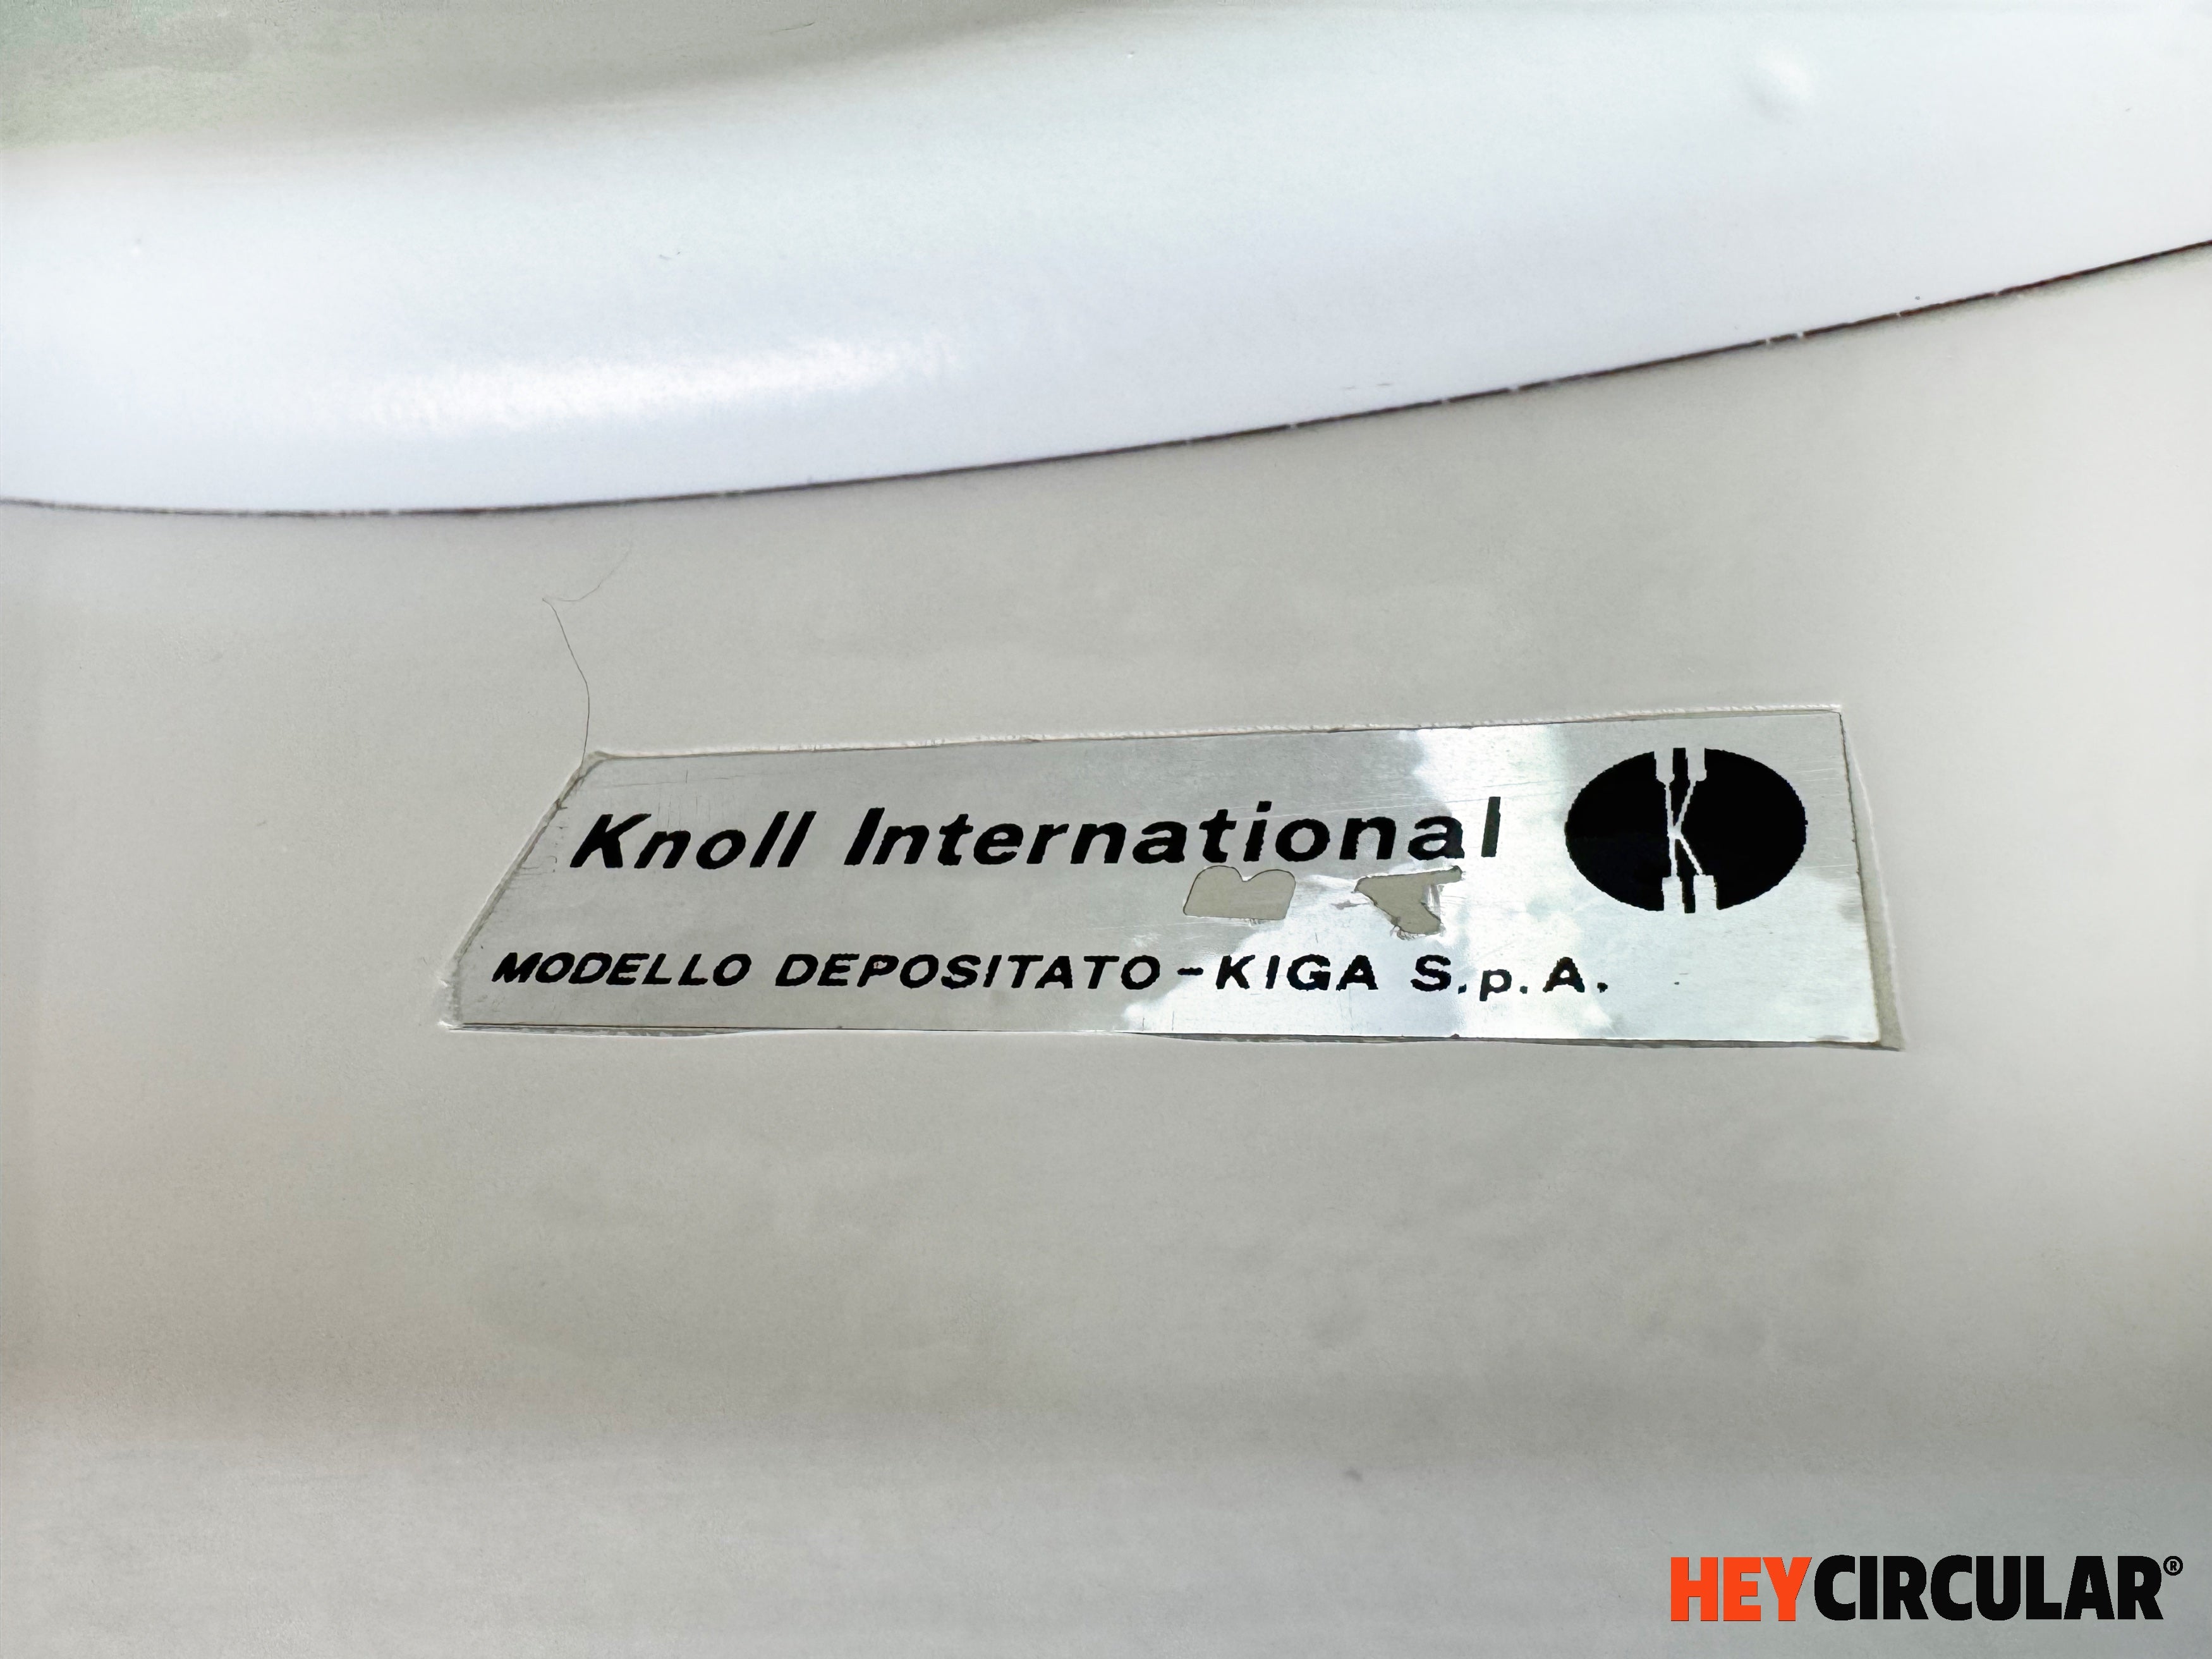 Knoll International
MODELLO DEPOSITATO - KIGA S.p.A.
HEYCIRCULAR®